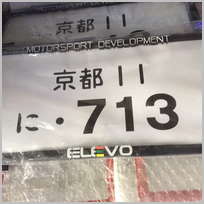 京都 11
MOTORSPORT DEVELOPMENT
京都 11
に・713
ELEVO